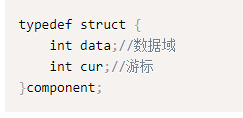 typedef struct {
    int data;//数据域
    int cur;//游标
}component;